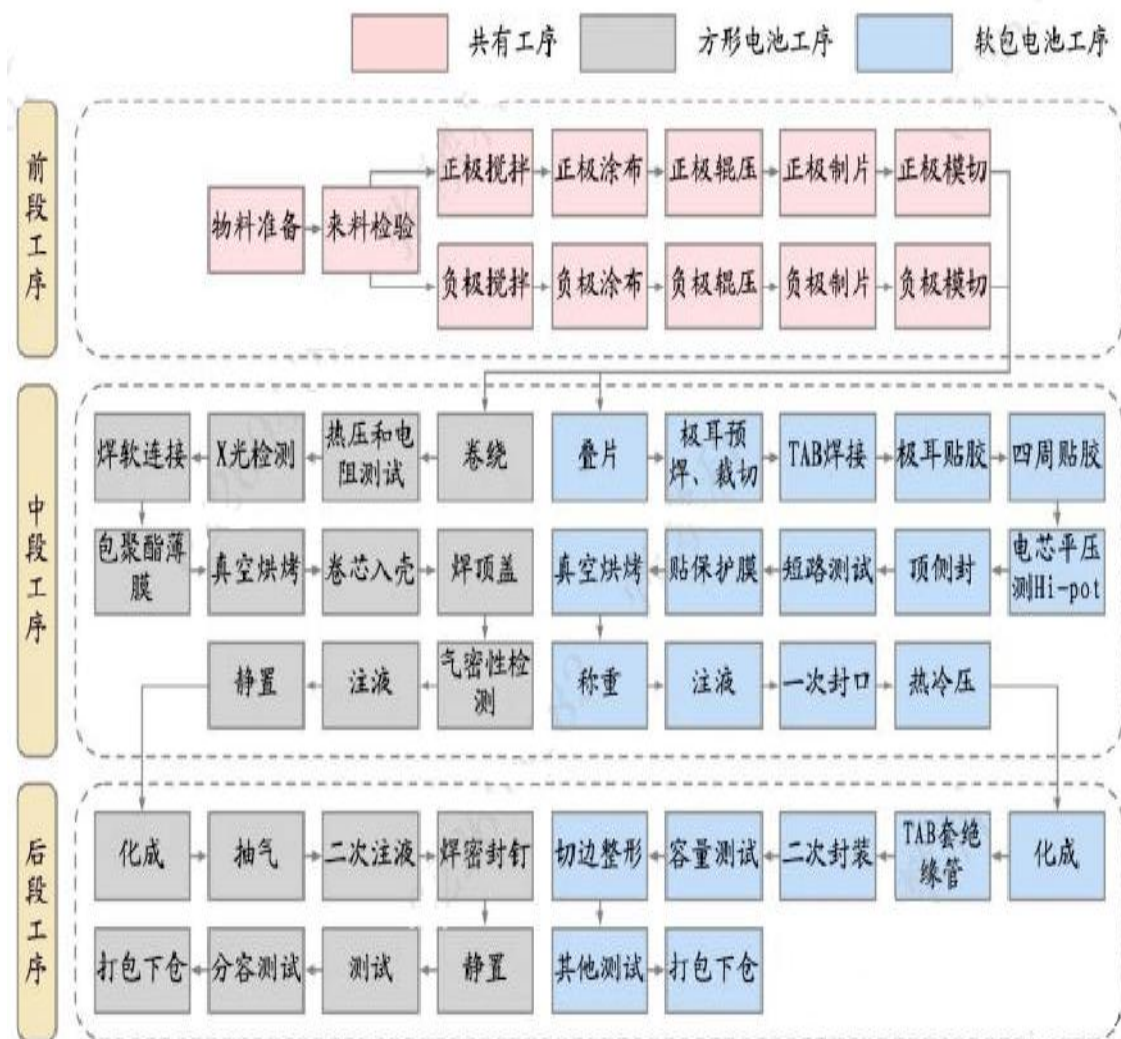 共有工序
方形电池工序
软包电池工序
前段工序
正极搅拌
正极涂布
正极辊压
正极制片
正极模切
物料准备
来料检验
负极搅拌
负极涂布
负极辊压
负极制片
负极模切
中段工序
焊软连接
X光检测
热压和电
阻测试
卷绕
叠片
极耳预
焊、裁切
TAB焊接
极耳贴胶
四周贴胶
包聚酯薄
膜
真空烘烤
卷芯入壳
焊顶盖
真空烘烤
贴保护膜
短路测试
顶侧封
电芯平压
测Hi-pot
静置
注液
气密性检
测
称重
注液
一次封口
热冷压
后段工序
化成
抽气
二次注液
焊密封钉
切边整形
容量测试
二次封装
TAB套绝
缘管
化成
打包下仓
分容测试
测试
静置
其他测试
打包下仓